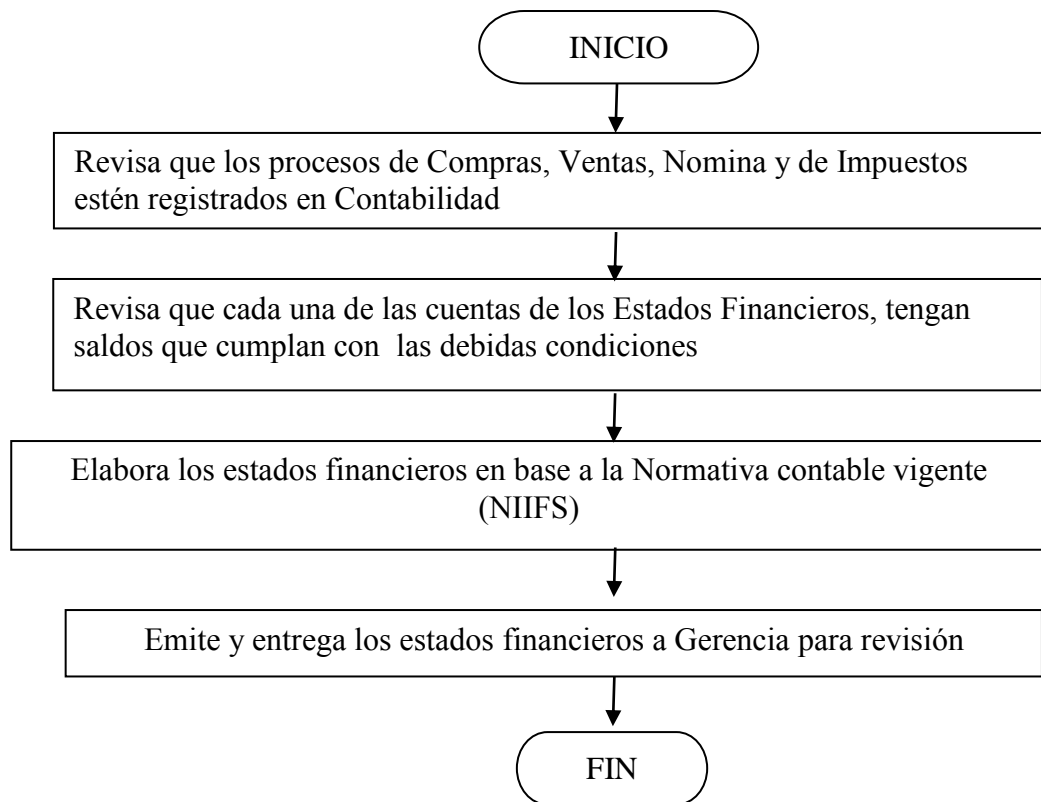 INICIO
Revisa que los procesos de Compras, Ventas, Nomina y de Impuestos
estén registrados en Contabilidad
Revisa que cada una de las cuentas de los Estados Financieros, tengan
saldos que cumplan con  las debidas condiciones
Elabora los estados financieros en base a la Normativa contable vigente
(NIIFS)
Emite y entrega los estados financieros a Gerencia para revisión
FIN